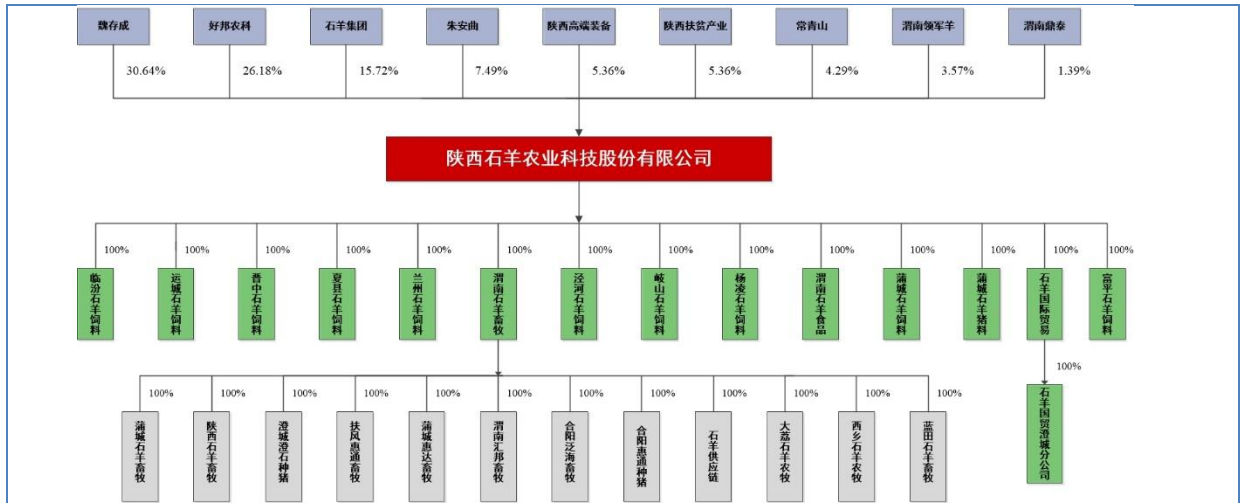 魏存成
好邦农科
石羊集团
朱安曲
陕西高端装备
陕西扶贫产业
常青山
渭南领军羊
渭南鼎泰
30.64%
26.18%
15.72%
7.49%
5.36%
5.36%
4.29%
3.57%
1.39%
陕西石羊农业科技股份有限公司
100%
100%
100%
100%
100%
100%
100%
100%
100%
100%
100%
100%
100%
100%
临汾石羊饲料
运城石羊饲料
晋中石羊饲料
夏县石羊饲料
兰州石羊饲料
渭南石羊畜牧
泾河石羊饲料
岐山石羊饲料
杨凌石羊饲料
渭南石羊食品
蒲城石羊饲料
蒲城石羊猪料
石羊国际贸易
富平石羊饲料
100%
100%
100%
100%
100%
100%
100%
100%
100%
100%
100%
100%
100%
蒲城石羊畜牧
陕西石羊畜牧
澄城澄石种猪
扶风惠通畜牧
蒲城惠达畜牧
渭南汇邦畜牧
合阳泛海畜牧
合阳惠通种猪
石羊供应链
大荔石羊农牧
西乡石羊农牧
蓝田石羊畜牧
石羊国贸澄城分公司